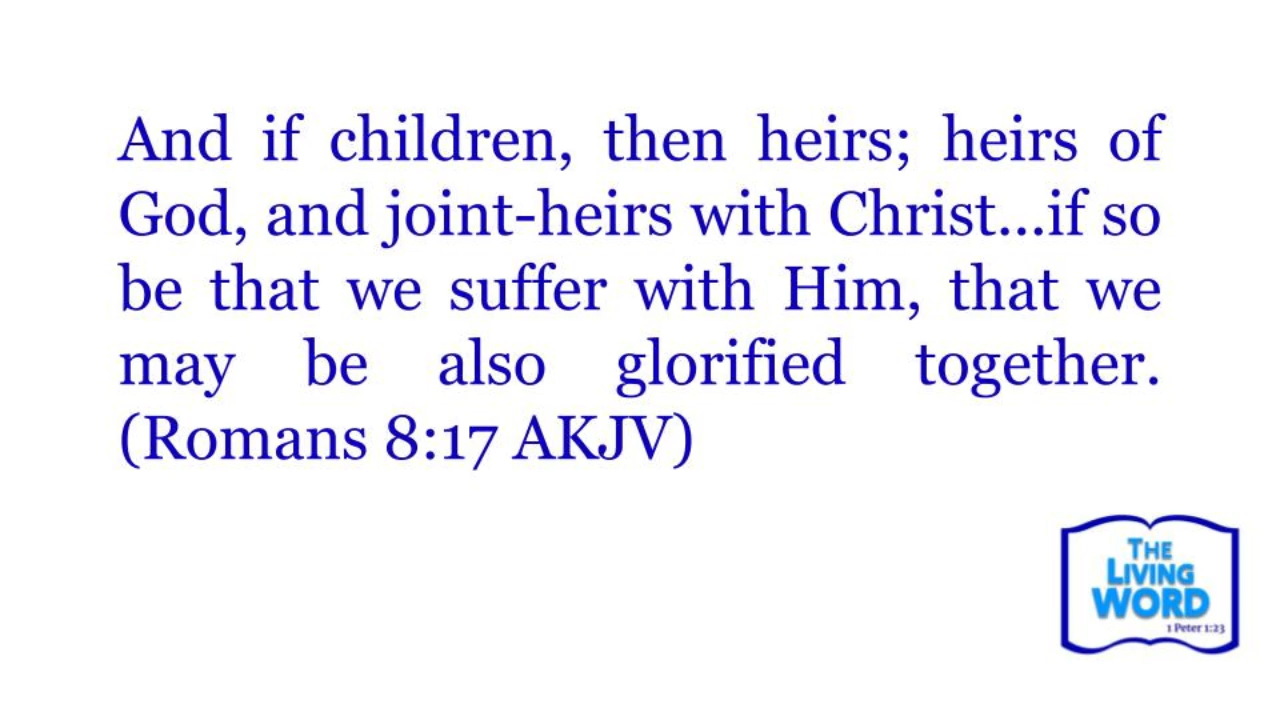 And if children, then heirs; heirs of
God, and joint-heirs with Christ...if so
be that we suffer with Him, that we
may be also glorified together.
(Romans 8:17 AKJV)
THE
LIVING
WORD
1 Peter 1:23